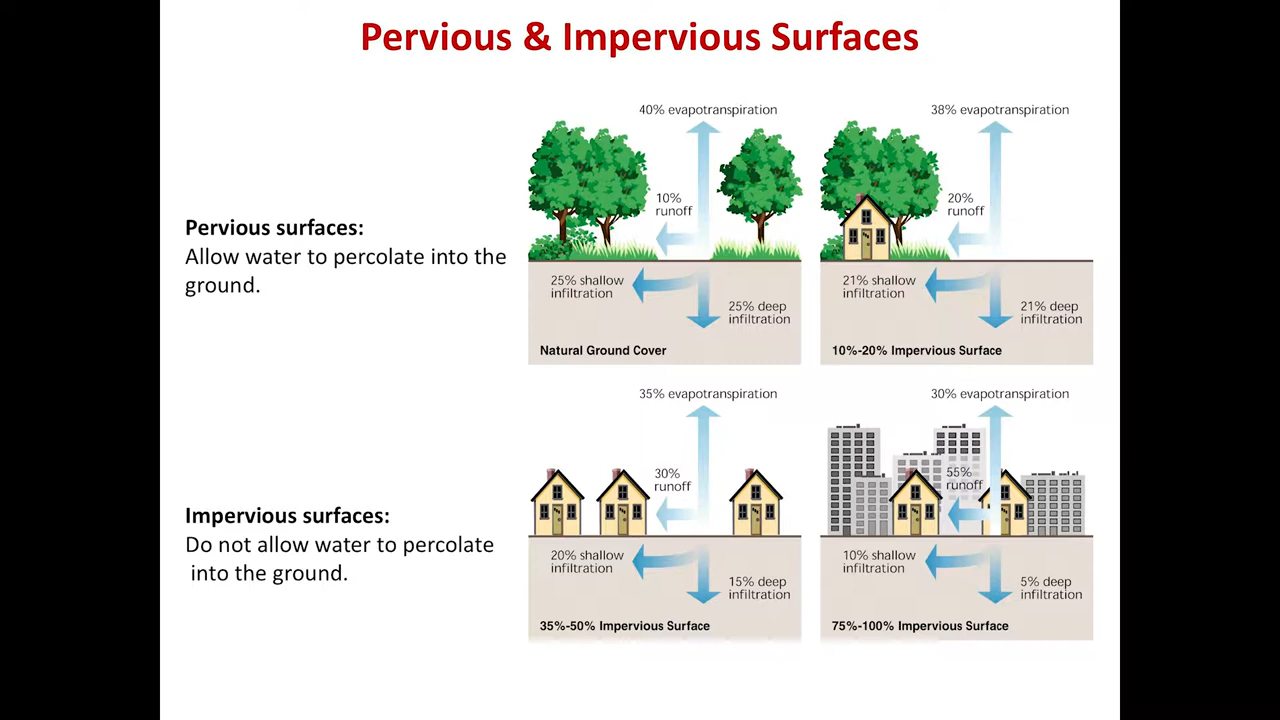 Pervious & Impervious Surfaces
Pervious surfaces:
Allow water to percolate into the
ground.
40% evapotranspiration
10%
runoff
25% shallow
infiltration
25% deep
infiltration
Natural Ground Cover
38% evapotranspiration
20%
runoff
21% shallow
infiltration
21% deep
infiltration
10%-20% Impervious Surface
Impervious surfaces:
Do not allow water to percolate
into the ground.
35% evapotranspiration
30%
runoff
20% shallow
infiltration
15% deep
infiltration
35%-50% Impervious Surface
30% evapotranspiration
55%
runoff
10% shallow
infiltration
5% deep
infiltration
75%-100% Impervious Surface